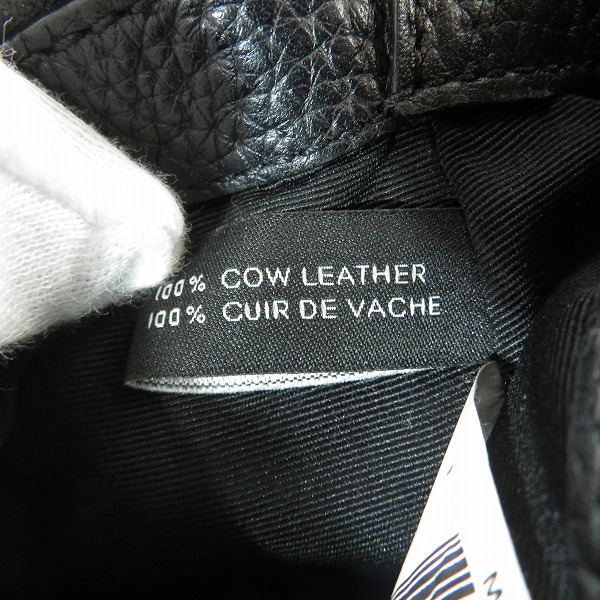 100% COW LEATHER
100% CUIR DE VACHE
M